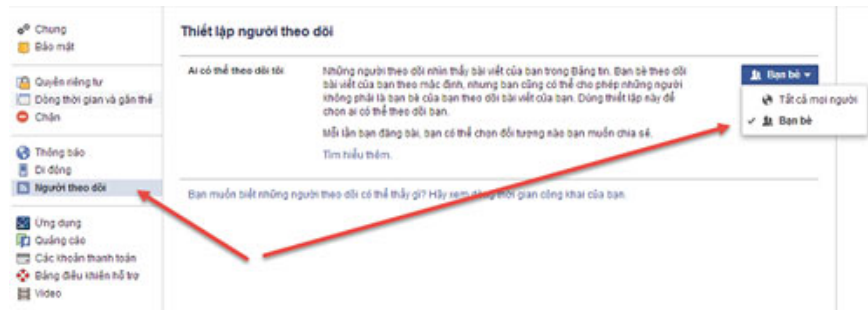 Chung
Bảo mật
Quyền riêng tư
Dòng thời gian và gắn thẻ
Chặn
Thông báo
Di động
Người theo dõi
Ứng dụng
Quảng cáo
Các khoản thanh toán
Bảng điều khiển hỗ trợ
Video
Thiết lập người theo dõi
Ai có thể theo dõi tôi
Những người theo dõi nhìn thấy bài viết của bạn trong Bảng tin. Bạn bè theo dõi
bài viết của bạn theo mặc định, nhưng bạn cũng có thể cho phép những người
không phải là bạn bè của bạn theo dõi bài viết của bạn. Dùng thiết lập này để
chọn ai có thể theo dõi bạn.
Mỗi lần bạn đăng bài, bạn có thể chọn đối tượng nào bạn muốn chia sẻ.
Tìm hiểu thêm.
Bạn bè
Tất cả mọi người
Bạn bè
Bạn muốn biết những người theo dõi có thể thấy gì? Hãy xem dòng thời gian công khai của bạn.